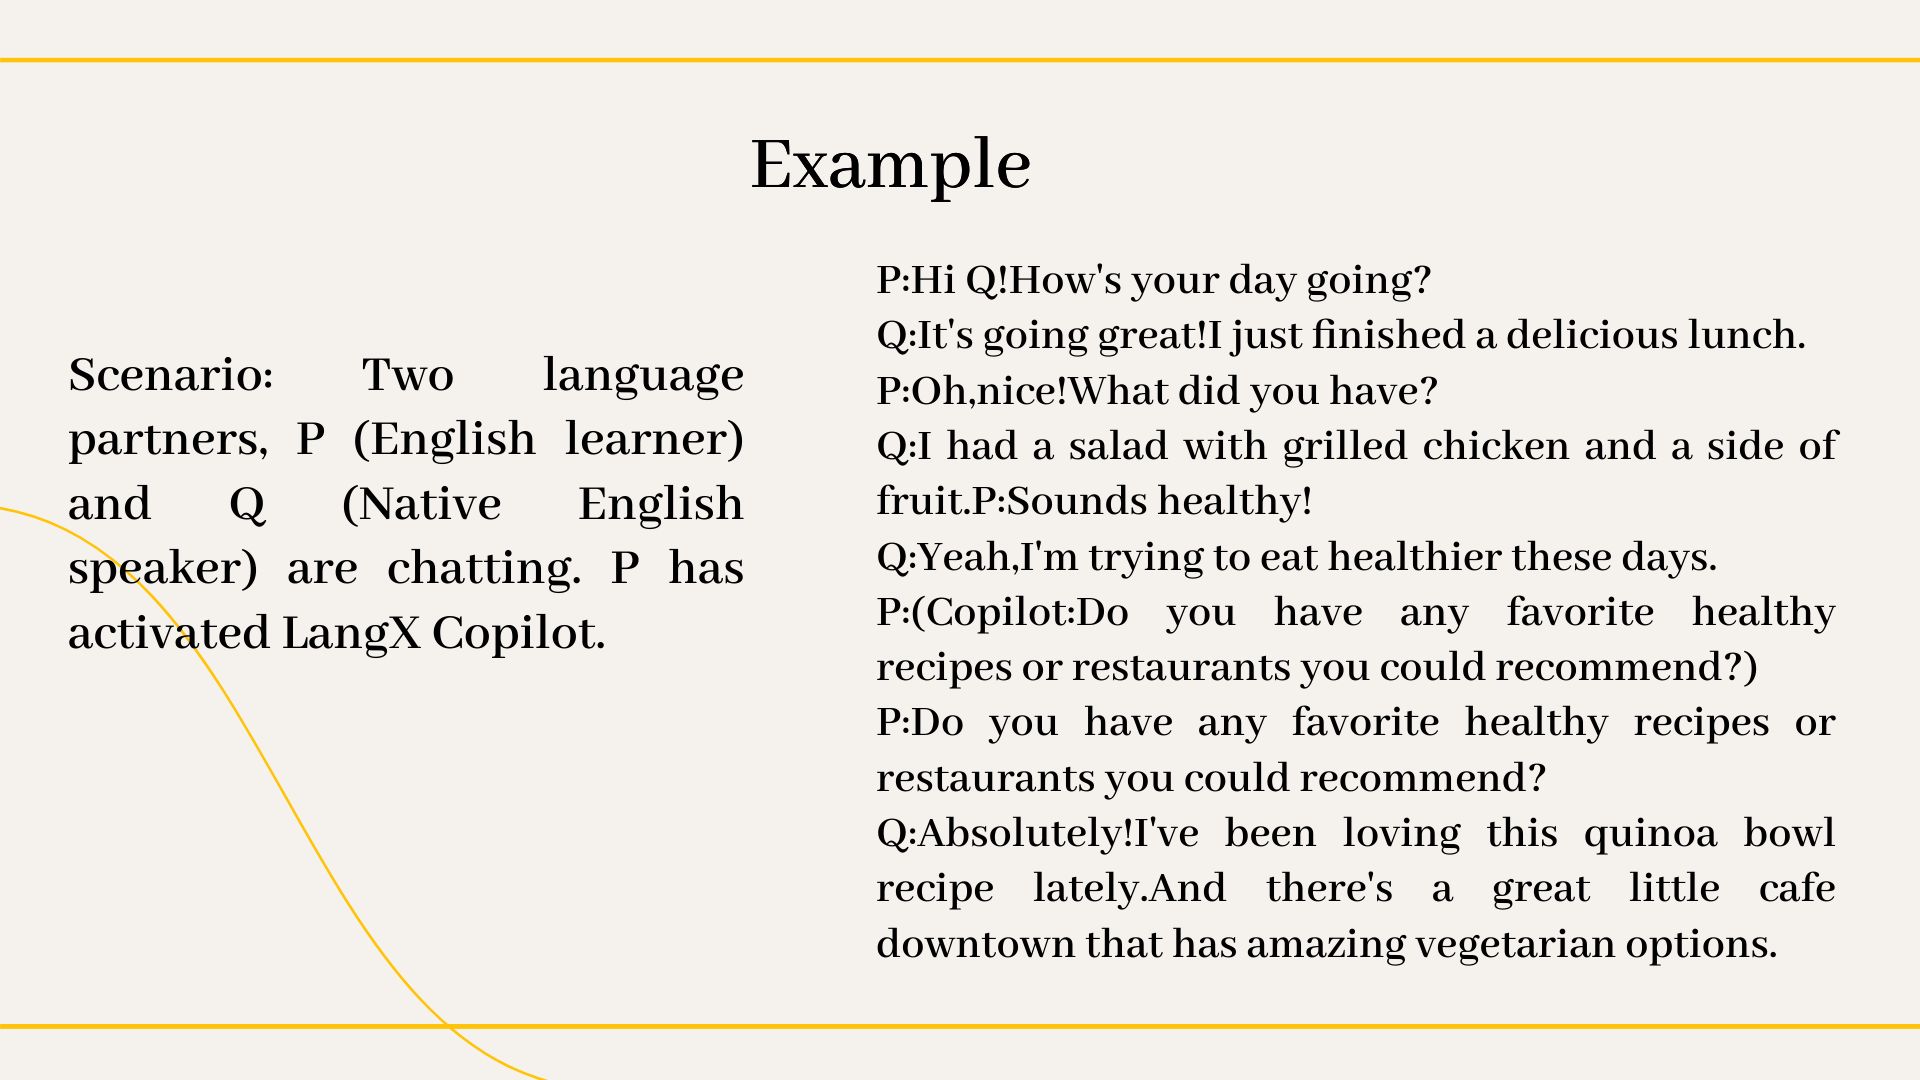 Example
Scenario: Two language
partners, P (English learner)
and Q (Native English
speaker) are chatting. P has
activated LangX Copilot.
P:Hi Q!How's your day going?
Q:It's going great!I just finished a delicious lunch.
P:Oh,nice!What did you have?
Q:I had a salad with grilled chicken and a side of
fruit.P:Sounds healthy!
Q:Yeah,I'm trying to eat healthier these days.
P:(Copilot:Do you have any favorite healthy
recipes or restaurants you could recommend?)
P:Do you have any favorite healthy recipes or
restaurants you could recommend?
Q:Absolutely!I've been loving this quinoa bowl
recipe lately.And there's a great little cafe
downtown that has amazing vegetarian options.